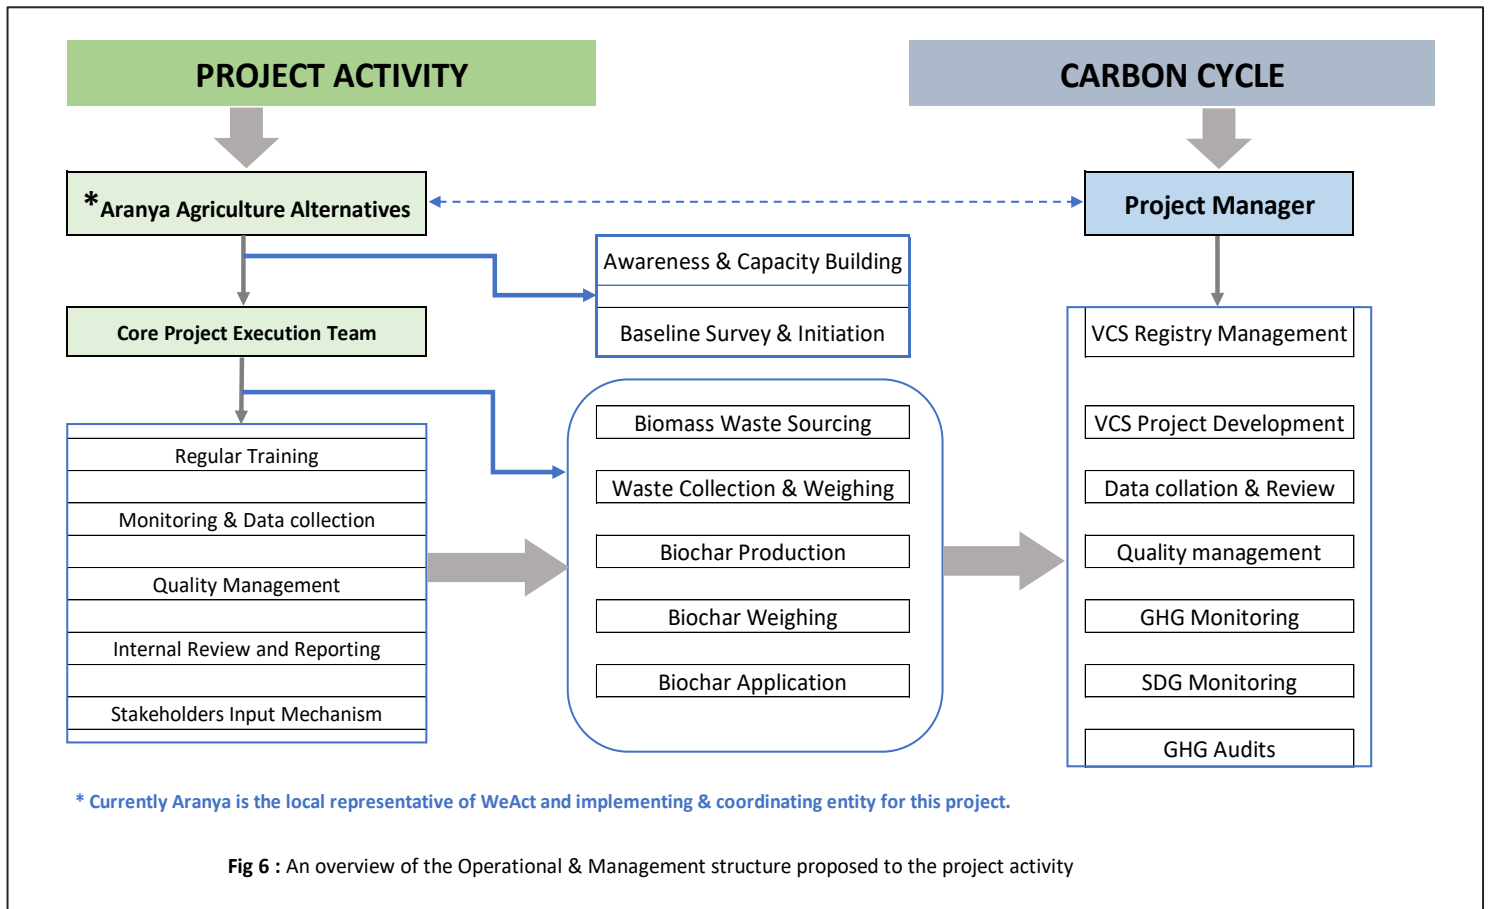 PROJECT ACTIVITY
CARBON CYCLE
*Aranya Agriculture Alternatives
Project Manager
Awareness & Capacity Building
Baseline Survey & Initiation
Core Project Execution Team
Regular Training
Monitoring & Data collection
Quality Management
Internal Review and Reporting
Stakeholders Input Mechanism
Biomass Waste Sourcing
Waste Collection & Weighing
Biochar Production
Biochar Weighing
Biochar Application
VCS Registry Management
VCS Project Development
Data collation & Review
Quality management
GHG Monitoring
SDG Monitoring
GHG Audits
* Currently Aranya is the local representative of WeAct and implementing & coordinating entity for this project.
Fig 6 : An overview of the Operational & Management structure proposed to the project activity